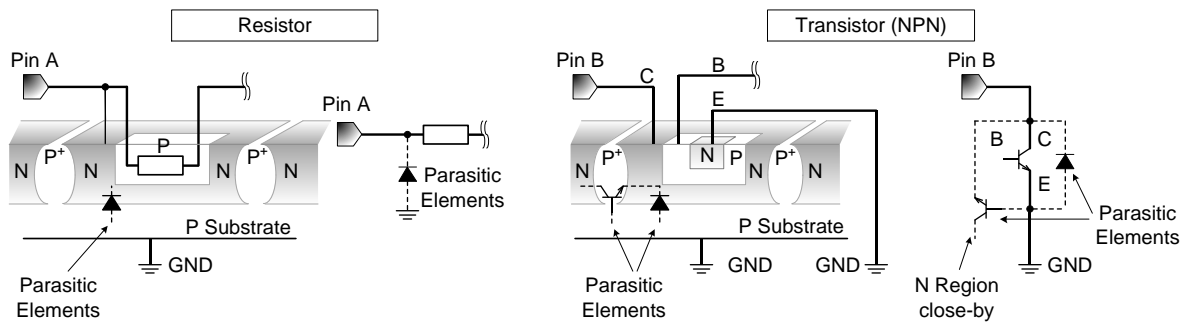 Resistor
Transistor (NPN)
Pin A
Pin B
B
Pin B
C
E
Pin A
P
N
P+
N
P+
N
N
P+
N
N
P
P+
N
B
C
E
Parasitic
Elements
P Substrate
GND
Parasitic
Elements
P Substrate
GND
GND
Parasitic
Elements
Parasitic
Elements
GND
N Region
close-by